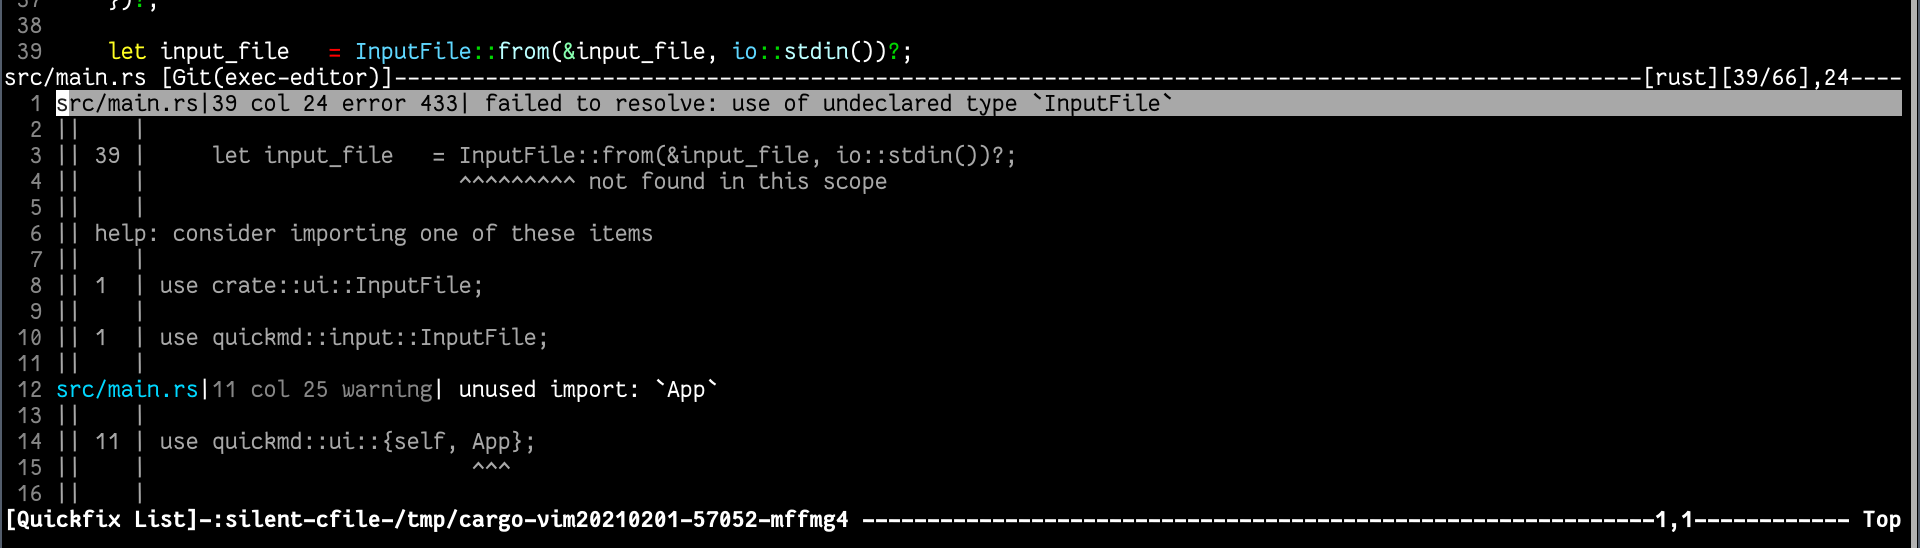 37     })?;
38
39     let input_file   = InputFile::from(&input_file, io::stdin())?;
src/main.rs [Git(exec-editor)]------------------------------------------------------------------------------------------------[rust][39/66],24----
1 src/main.rs|39 col 24 error 433| failed to resolve: use of undeclared type `InputFile`
2 ||    |
3 || 39 |     let input_file   = InputFile::from(&input_file, io::stdin())?;
4 ||    |                        ^^^^^^^^^ not found in this scope
5 ||    |
6 || help: consider importing one of these items
7 ||    |
8 || 1  | use crate::ui::InputFile;
9 ||    |
10 || 1  | use quickmd::input::InputFile;
11 ||    |
12 src/main.rs|11 col 25 warning| unused import: `App`
13 ||    |
14 || 11 | use quickmd::ui::{self, App};
15 ||    |                         ^^^
16 ||    |
[Quickfix List]-:silent-cfile-/tmp/cargo-vim20210201-57052-mffmg4 -------------------------------------------------------------1,1------------ Top